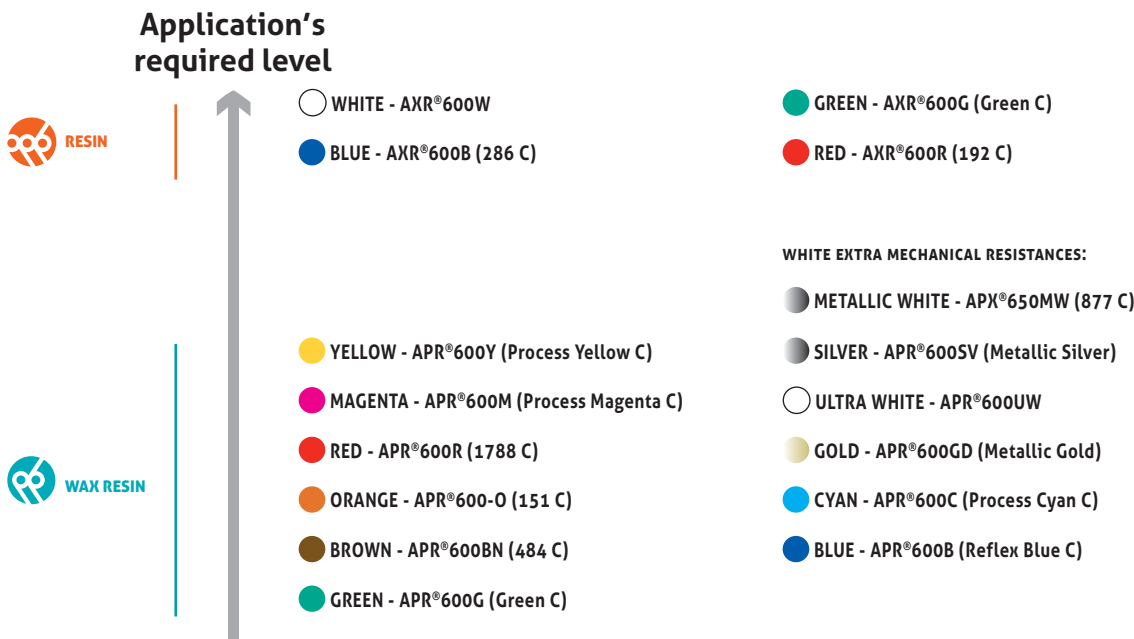 Application's
required level
RESIN
WHITE - AXR®600W
BLUE - AXR®600B (286 C)
GREEN - AXR®600G (Green C)
RED - AXR®600R (192 C)
WHITE EXTRA MECHANICAL RESISTANCES:
METALLIC WHITE - APX®650MW (877 C)
WAX RESIN
YELLOW - APR®600Y (Process Yellow C)
MAGENTA - APR®600M (Process Magenta C)
RED - APR®600R (1788 C)
ORANGE - APR®600-O (151 C)
BROWN - APR®600BN (484 C)
GREEN - APR®600G (Green C)
SILVER - APR®600SV (Metallic Silver)
ULTRA WHITE - APR®600UW
GOLD - APR®600GD (Metallic Gold)
CYAN - APR®600C (Process Cyan C)
BLUE - APR®600B (Reflex Blue C)